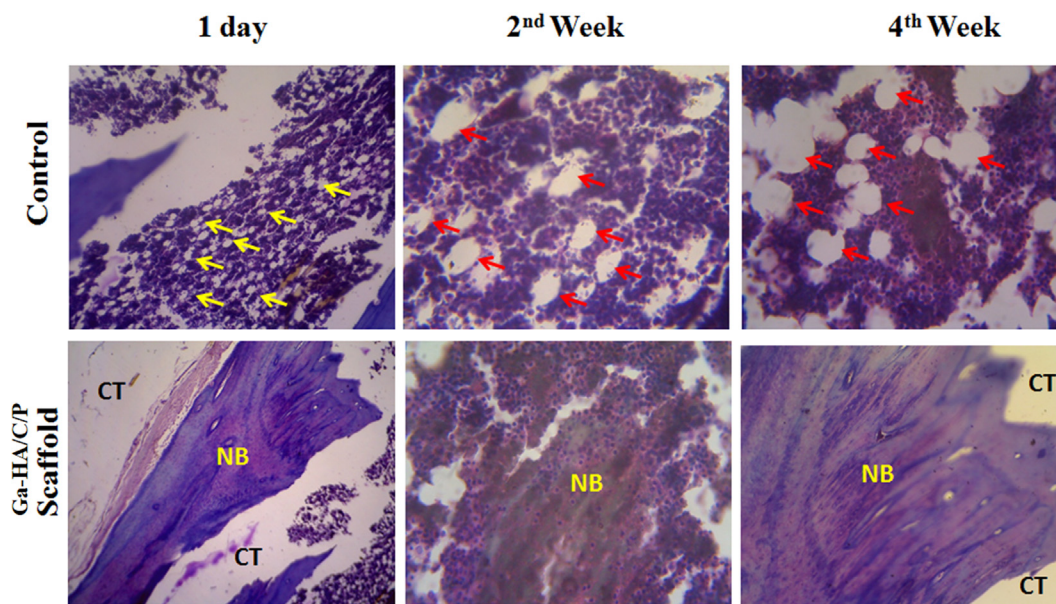 1 day
2nd Week
4th Week
Control
Ga-HA/C/P
Scaffold
CT
NB
CT
NB
CT
NB
CT